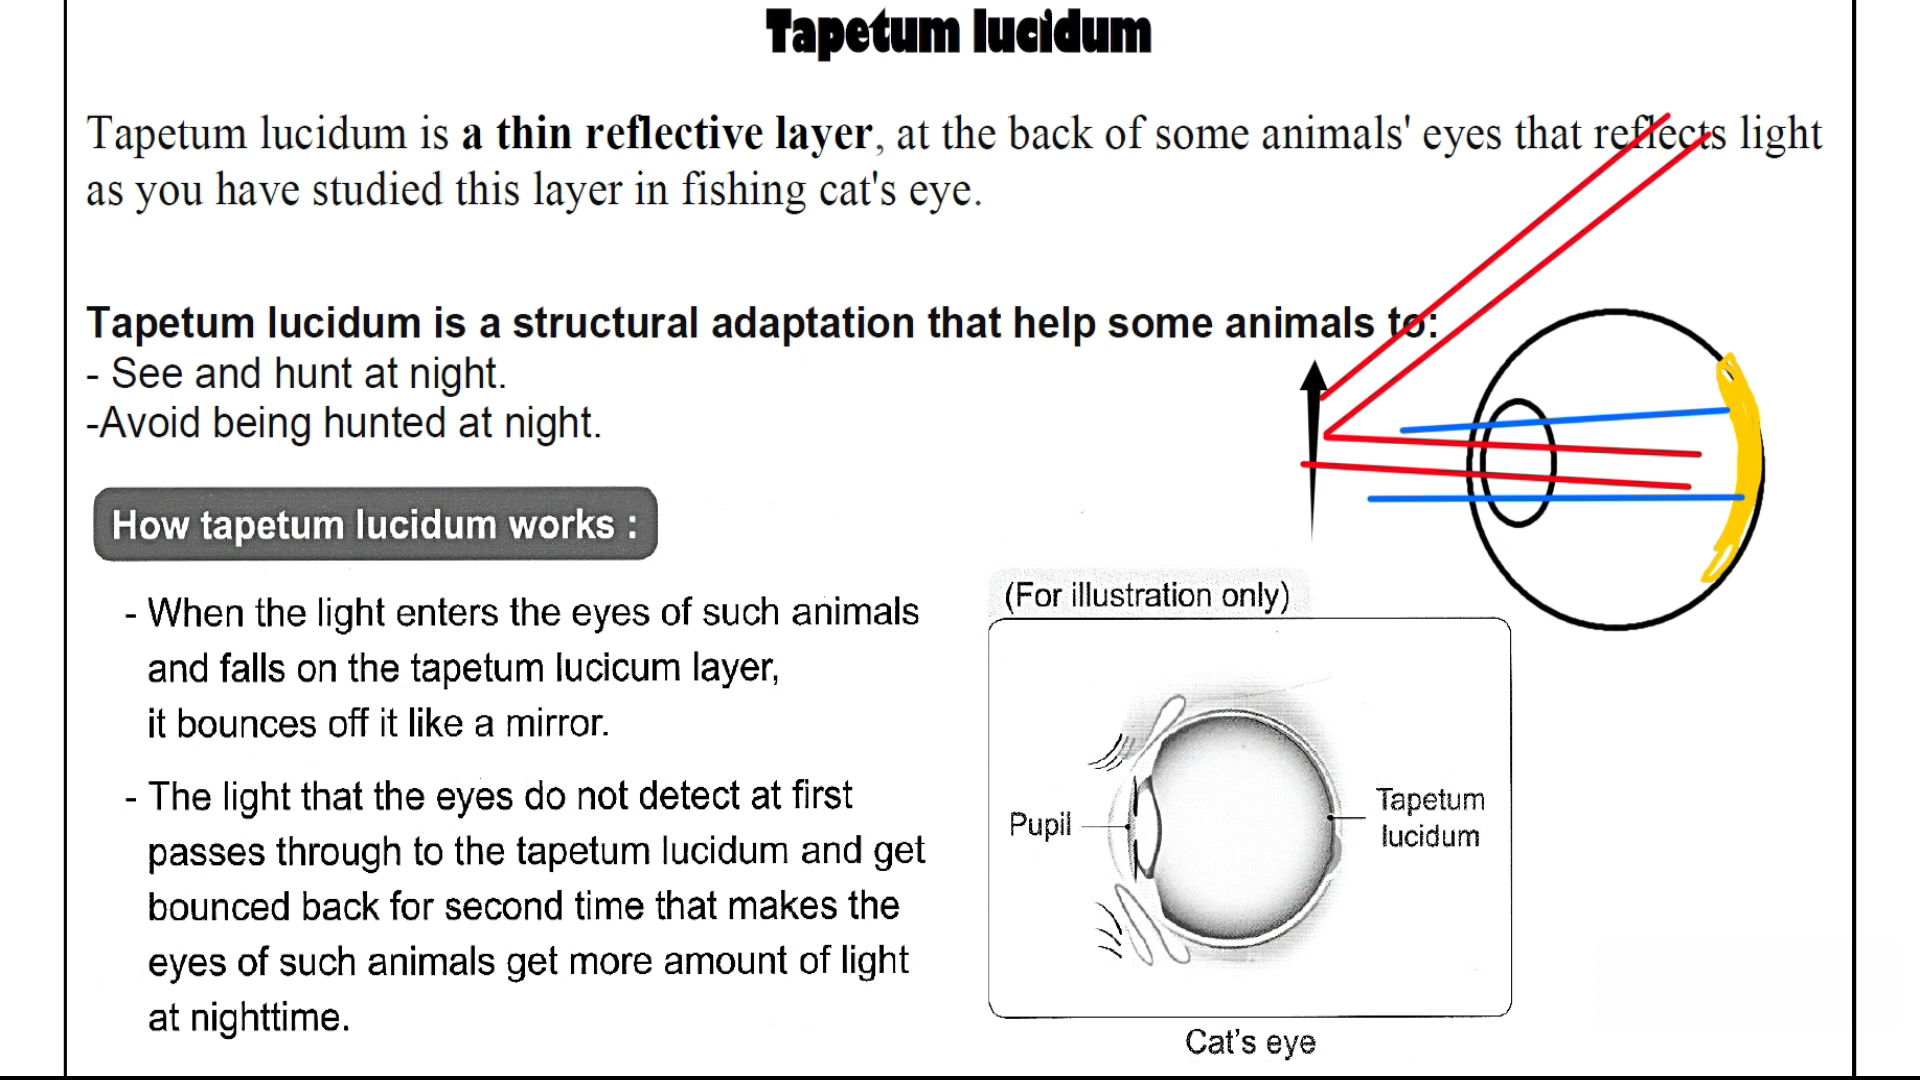 Tapetum lucidum
Tapetum lucidum is a thin reflective layer, at the back of some animals' eyes that reflects light
as you have studied this layer in fishing cat's eye.
Tapetum lucidum is a structural adaptation that help some animals to:
- See and hunt at night.
-Avoid being hunted at night.
How tapetum lucidum works :
- When the light enters the eyes of such animals
and falls on the tapetum lucicum layer,
it bounces off it like a mirror.
- The light that the eyes do not detect at first
passes through to the tapetum lucidum and get
bounced back for second time that makes the
eyes of such animals get more amount of light
at nighttime.
(For illustration only)
Pupil
Tapetum
lucidum
Cat's eye